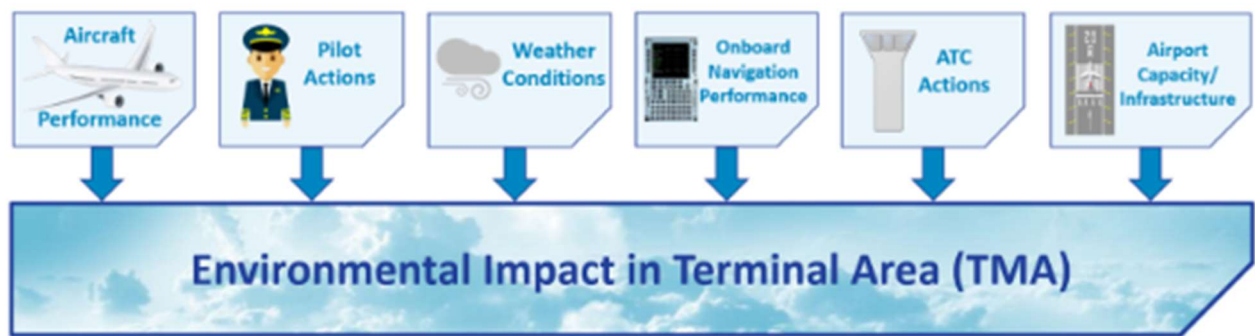 Aircraft
Performance
Pilot
Actions
Weather
Conditions
Onboard
Navigation
Performance
ATC
Actions
Airport
Capacity/
Infrastructure
Environmental Impact in Terminal Area (TMA)